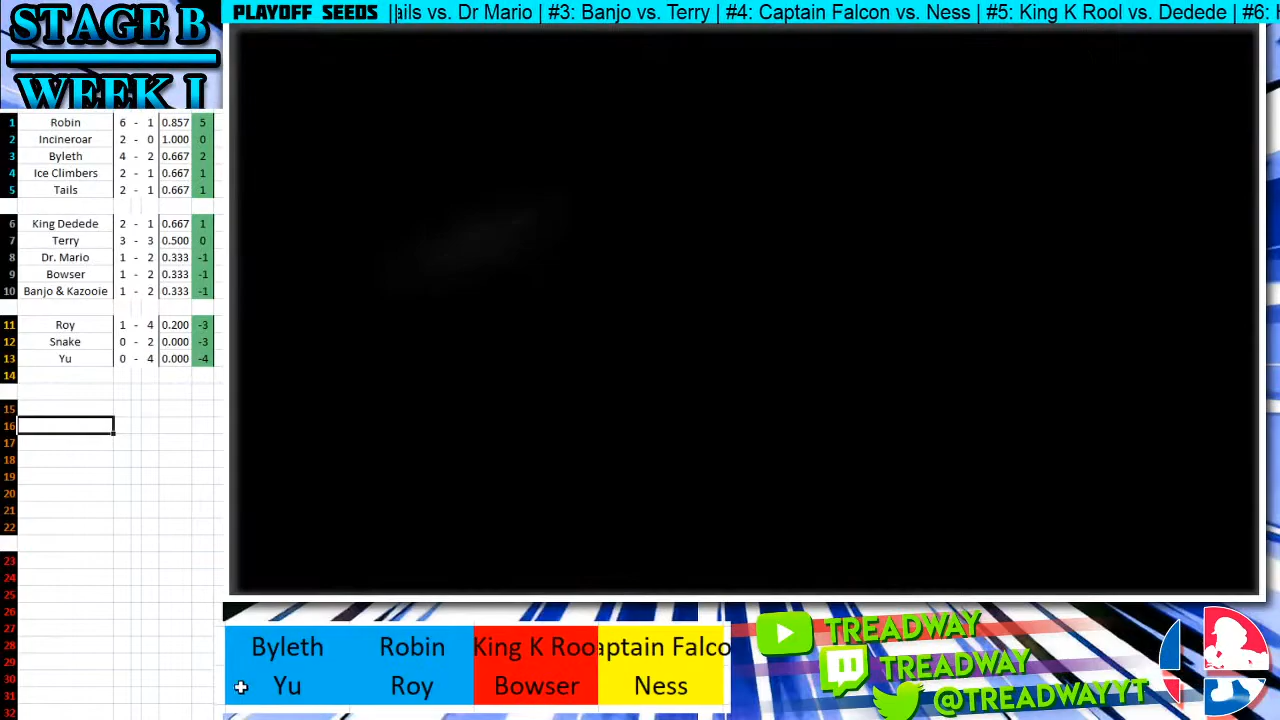 STAGE B
WEEK 1
PLAYOFF SEEDS ails vs. Dr Mario | #3: Banjo vs. Terry | #4: Captain Falcon vs. Ness | #5: King K Rool vs. Dedede | #6:
1 Robin 6 - 1 0.857 5
2 Incineroar 2 - 0 1.000 0
3 Byleth 4 - 2 0.667 2
4 Ice Climbers 2 - 1 0.667 1
5 Tails 2 - 1 0.667 1
6 King Dedede 2 - 1 0.667 1
7 Terry 3 - 3 0.500 0
8 Dr. Mario 1 - 2 0.333 -1
9 Bowser 1 - 2 0.333 -1
10 Banjo & Kazooie 1 - 2 0.333 -1
11 Roy 1 - 4 0.200 -3
12 Snake 0 - 2 0.000 -3
13 Yu 0 - 4 0.000 -4
14
15
16
17
18
19
20
21
22
23
24
25
26
27
28
29
30
31
32
Byleth Robin King K Roo aptain Falco
Yu Roy Bowser Ness
TREADWAY
TREADWAY
@TREADWAYYT